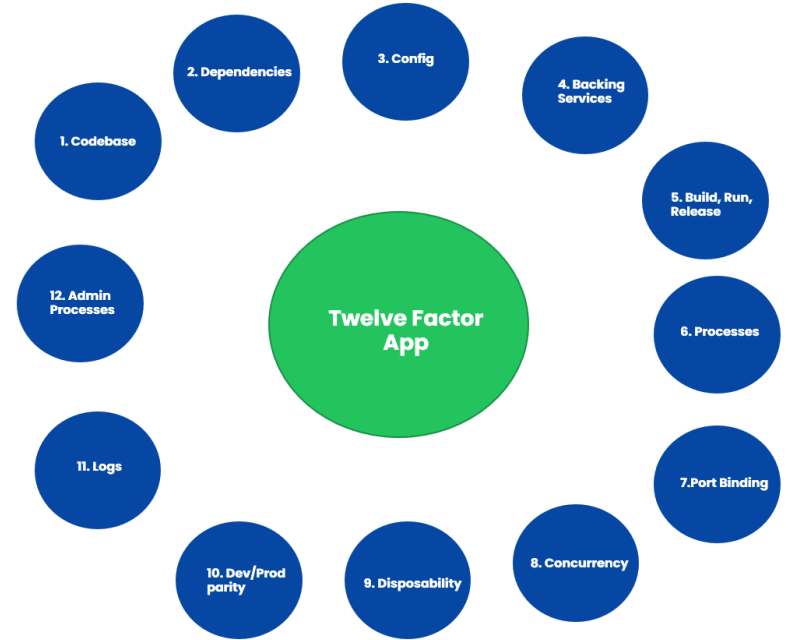 1. Codebase
2. Dependencies
3. Config
4. Backing
Services
5. Build, Run,
Release
6. Processes
7.Port Binding
8. Concurrency
9. Disposability
10. Dev/Prod
parity
11. Logs
12. Admin
Processes
Twelve Factor
App